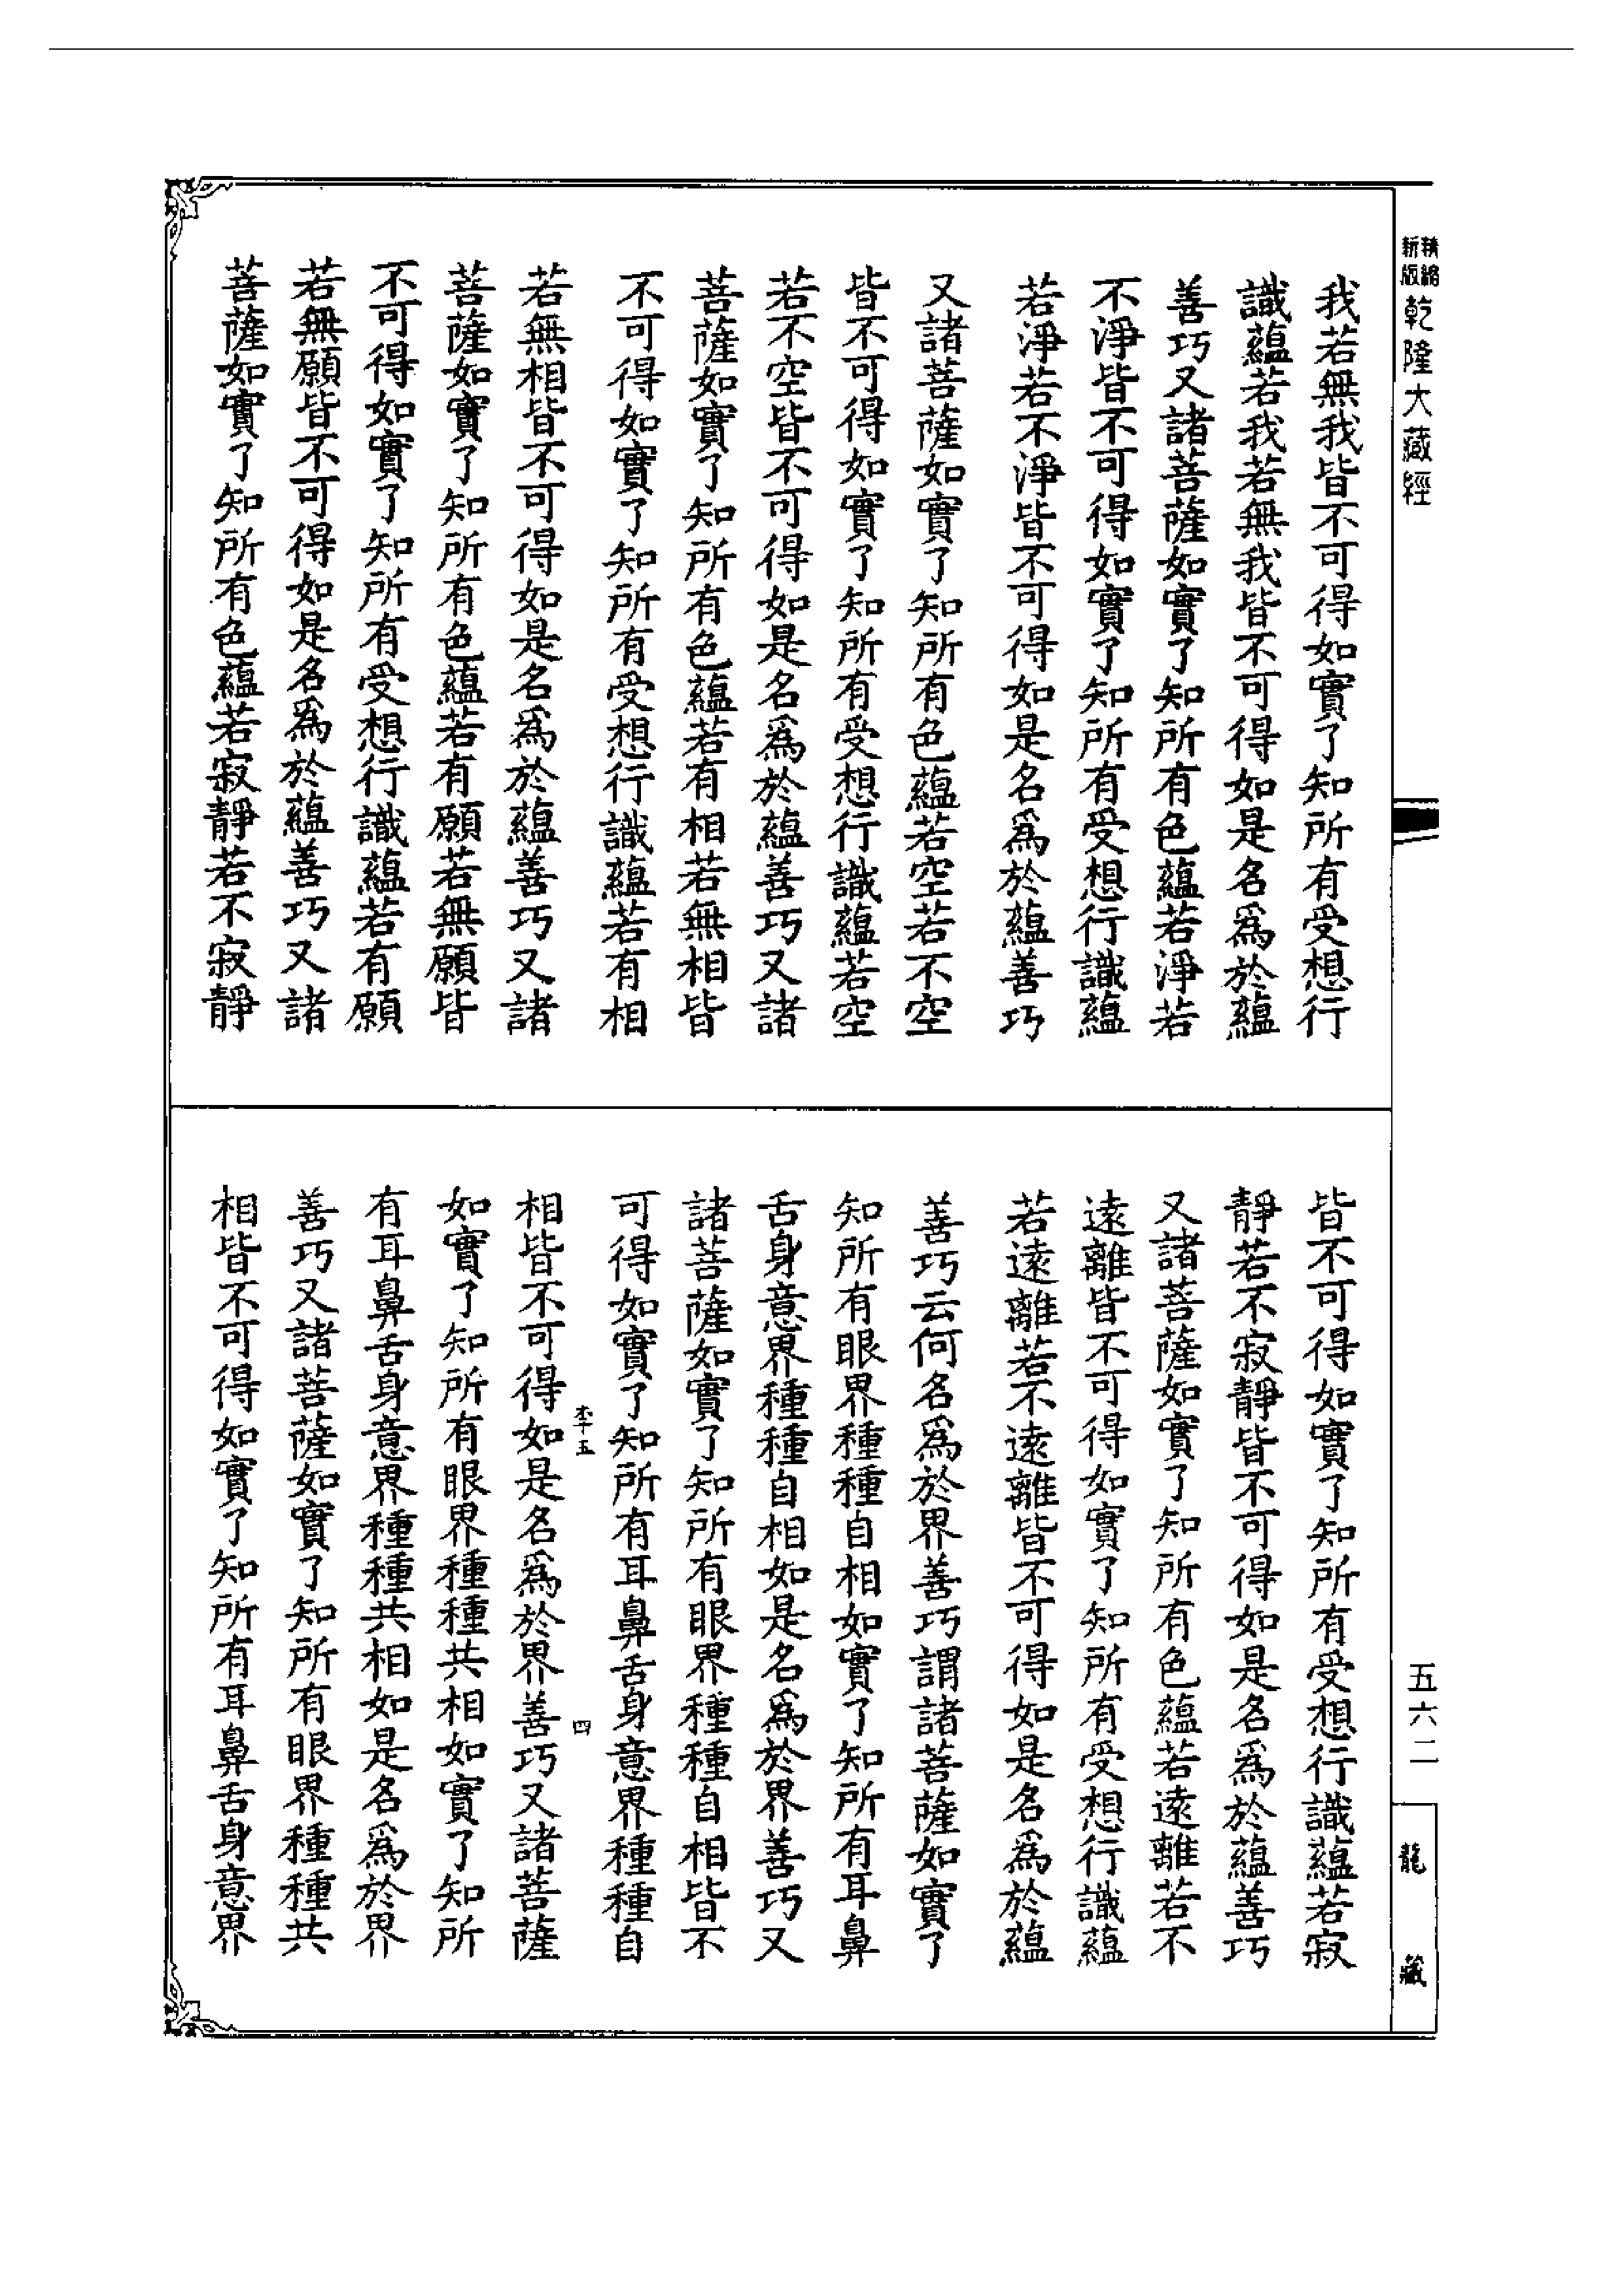 精縮新版乾隆大藏經
我若無我皆不可得如實了知所有受想行
識蘊若我若無我皆不可得如是名爲於蘊
善巧又諸菩薩如實了知所有色蘊若淨若
不淨皆不可得如實了知所有受想行識蘊
若淨若不淨皆不可得如是名爲於蘊善巧
又諸菩薩如實了知所有色蘊若空若不空
皆不可得如實了知所有受想行識蘊若空
若不空皆不可得如是名爲於蘊善巧又諸
菩薩如實了知所有色蘊若有相若無相皆
不可得如實了知所有受想行識蘊若有相
若無相皆不可得如是名爲於蘊善巧又諸
菩薩如實了知所有色蘊若有願若無願皆
不可得如實了知所有受想行識蘊若有願
若無願皆不可得如是名爲於蘊善巧又諸
菩薩如實了知所有色蘊若寂靜若不寂靜
皆不可得如實了知所有受想行識蘊若寂
靜若不寂靜皆不可得如是名爲於蘊善巧
又諸菩薩如實了知所有色蘊若遠離若不
遠離皆不可得如實了知所有受想行識蘊
若遠離若不遠離皆不可得如是名爲於蘊
善巧云何名爲於界善巧謂諸菩薩如實了
知所有眼界種種自相如實了知所有耳鼻
舌身意界種種自相如是名爲於界善巧又
諸菩薩如實了知所有眼界種種自相皆不
可得如實了知所有耳鼻舌身意界種種自
李五 四
相皆不可得如是名爲於界善巧又諸菩薩
如實了知所有眼界種種共相如實了知所
有耳鼻舌身意界種種共相如是名爲於界
善巧又諸菩薩如實了知所有眼界種種共
相皆不可得如實了知所有耳鼻舌身意界
五六二
龍藏